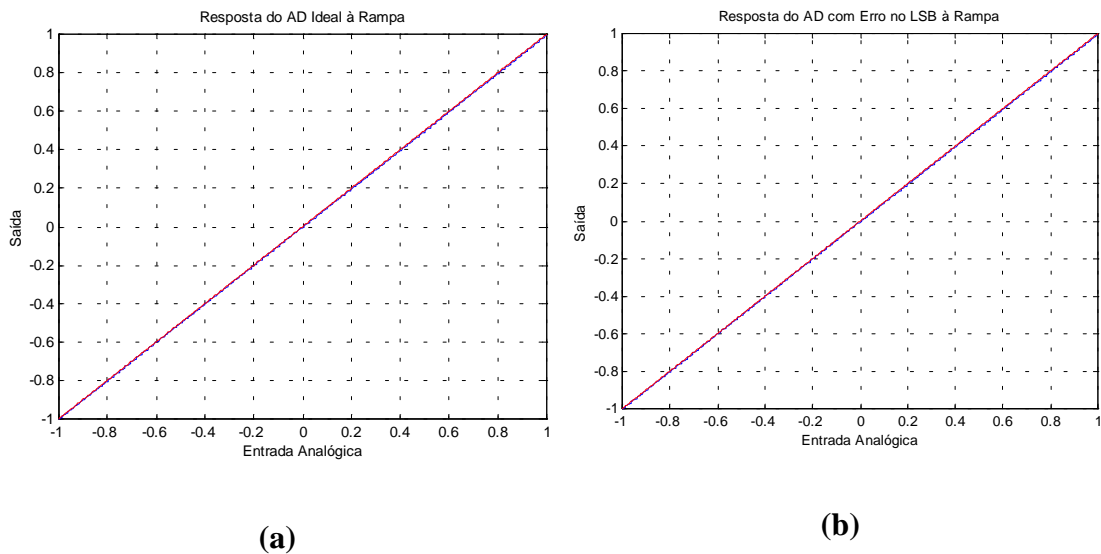 Resposta do AD Ideal à Rampa
1
0.8
0.6
0.4
0.2
0
-0.2
-0.4
-0.6
-0.8
-1
Saída
-1 -0.8 -0.6 -0.4 -0.2 0 0.2 0.4 0.6 0.8 1
Entrada Analógica
(a)
Resposta do AD com Erro no LSB à Rampa
1
0.8
0.6
0.4
0.2
0
-0.2
-0.4
-0.6
-0.8
-1
Saída
-1 -0.8 -0.6 -0.4 -0.2 0 0.2 0.4 0.6 0.8 1
Entrada Analógica
(b)